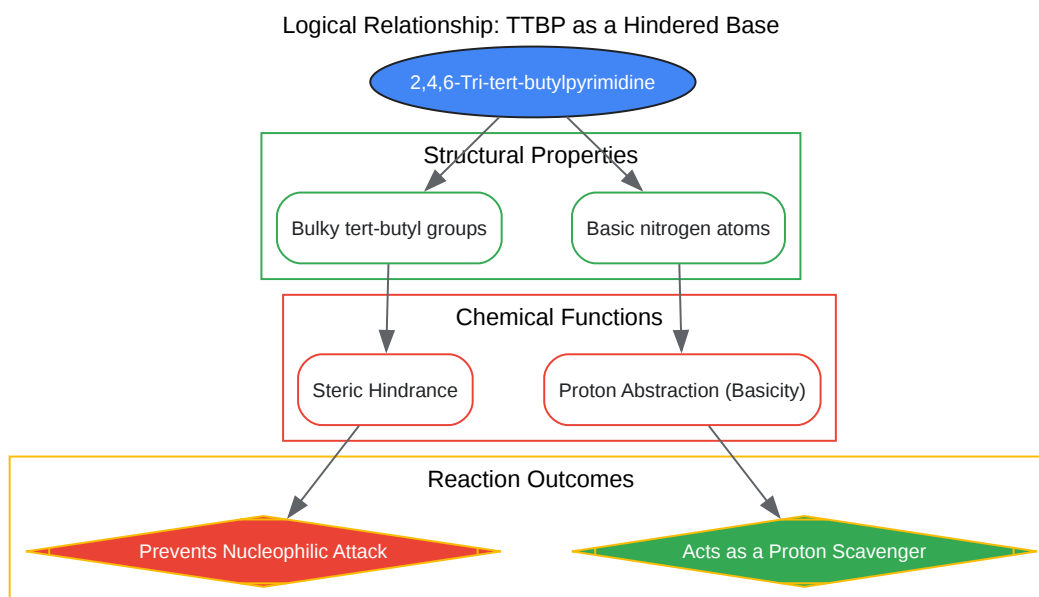 Logical Relationship: TTBP as a Hindered Base
2,4,6-Tri-tert-butylpyrimidine
Structural Properties
Bulky tert-butyl groups
Basic nitrogen atoms
Chemical Functions
Steric Hindrance
Proton Abstraction (Basicity)
Reaction Outcomes
Prevents Nucleophilic Attack
Acts as a Proton Scavenger